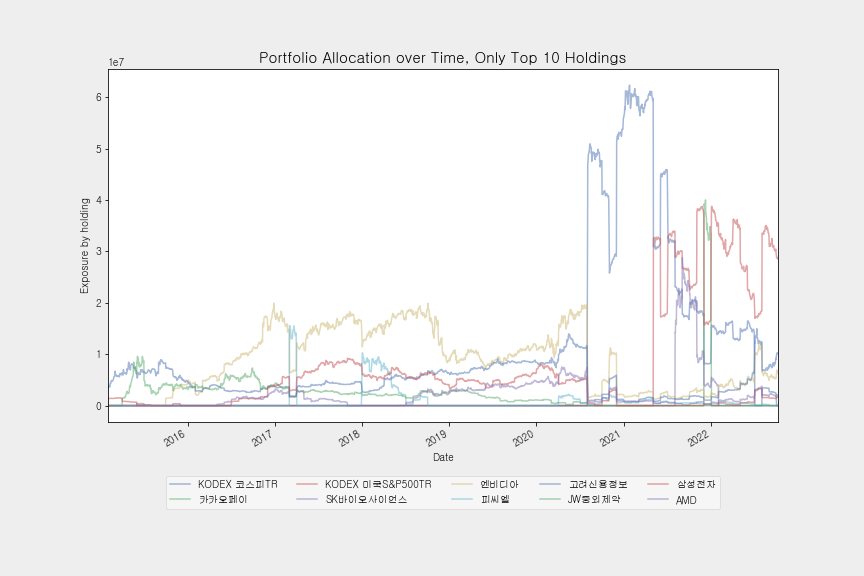 Portfolio Allocation over Time, Only Top 10 Holdings
1e7
6
5
4
3
2
1
0
Exposure by holding
2016 2017 2018 2019 2020 2021 2022
Date
KODEX 코스피TR KODEX 미국S&P500TR 엔비디아 고려신용정보 삼성전자
카카오페이 SK바이오사이언스 피씨엘 JW중외제약 AMD